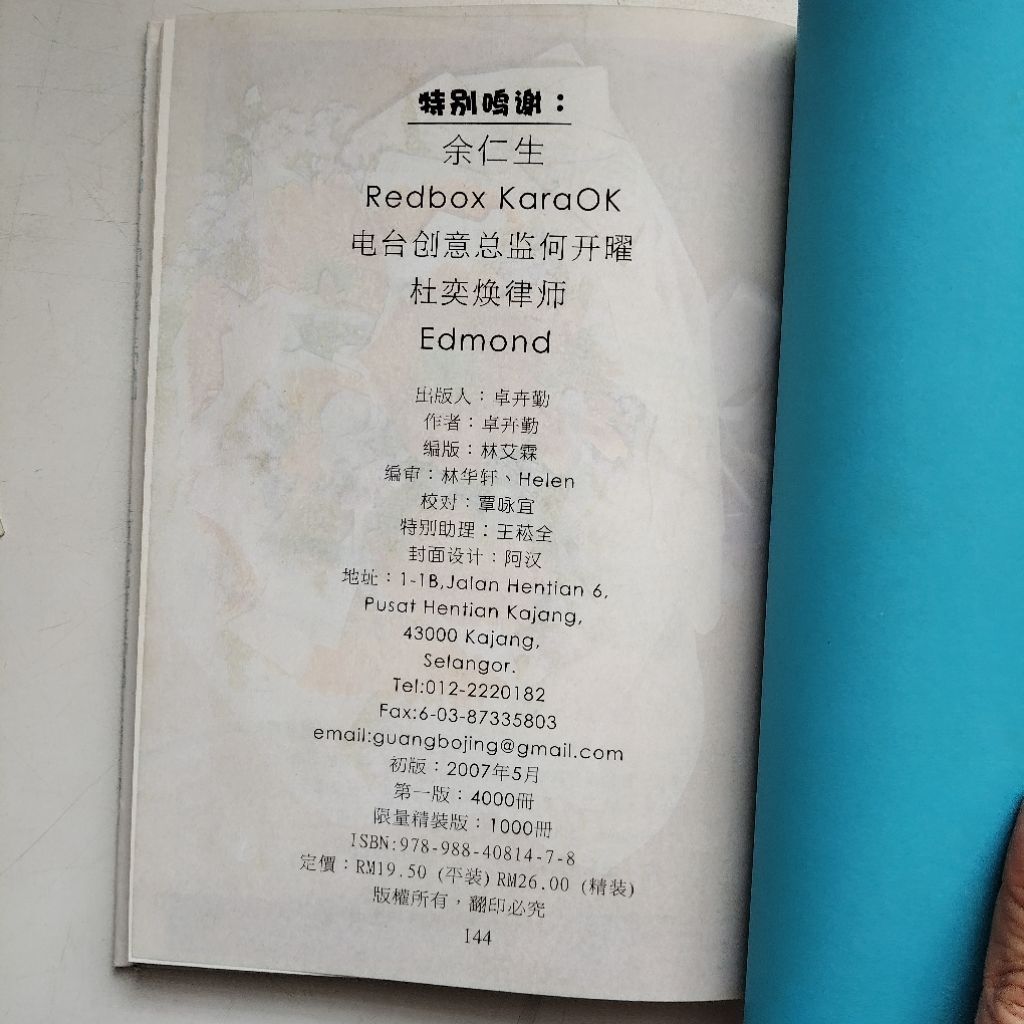 特别鸣谢：
余仁生
Redbox KaraOK
电台创意总监何开曜
杜奕焕律师
Edmond
出版人：卓卉勤
作者：卓卉勤
编版：林艾霖
编审：林华轩、Helen
校对：覃咏宜
特别助理：王菘全
封面设计：阿汉
地址：1-1B,Jalan Hentian 6,
Pusat Hentian Kajang,
43000 Kajang,
Selangor.
Tel:012-2220182
Fax:6-03-87335803
email:guangbojing@gmail.com
初版：2007年5月
第一版：4000冊
限量精裝版：1000冊
ISBN:978-988-40814-7-8
定價：RM19.50 (平装) RM26.00 (精装)
版權所有，翻印必究
144